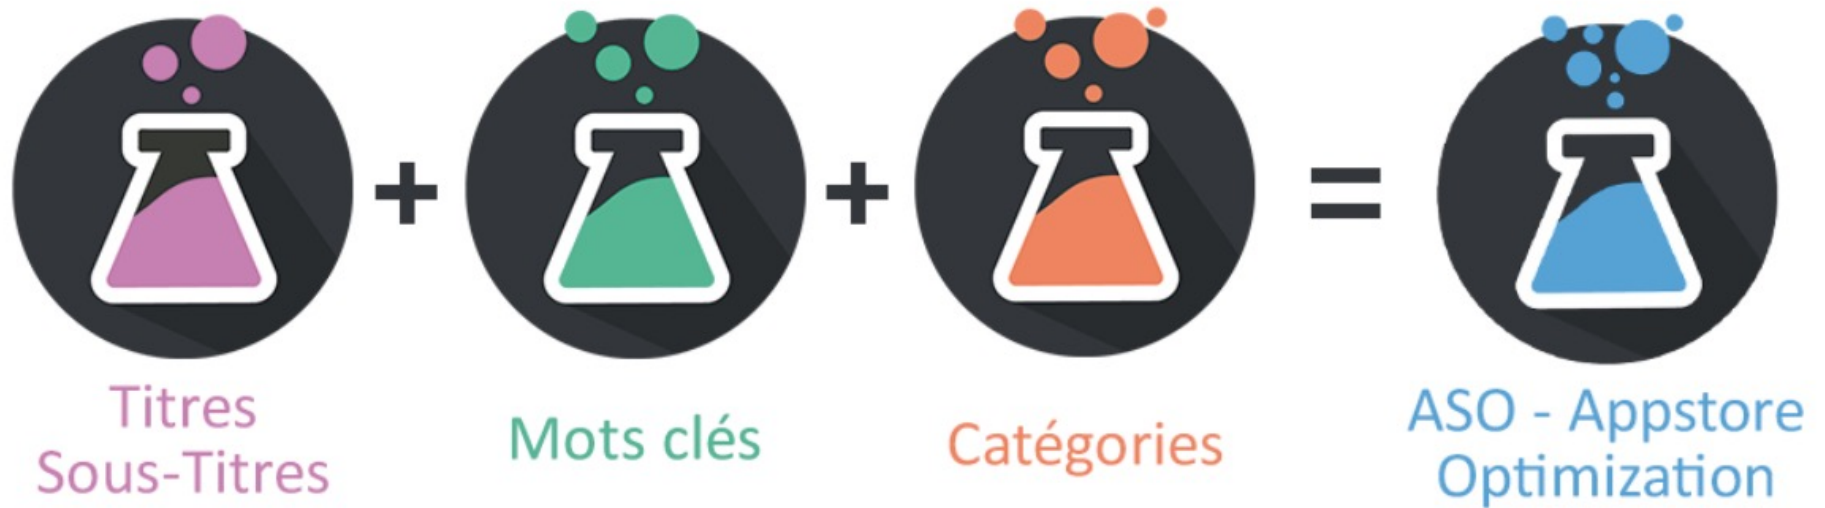 +
+
=
Titres
Sous-Titres
Mots clés
Catégories
ASO - Appstore
Optimization